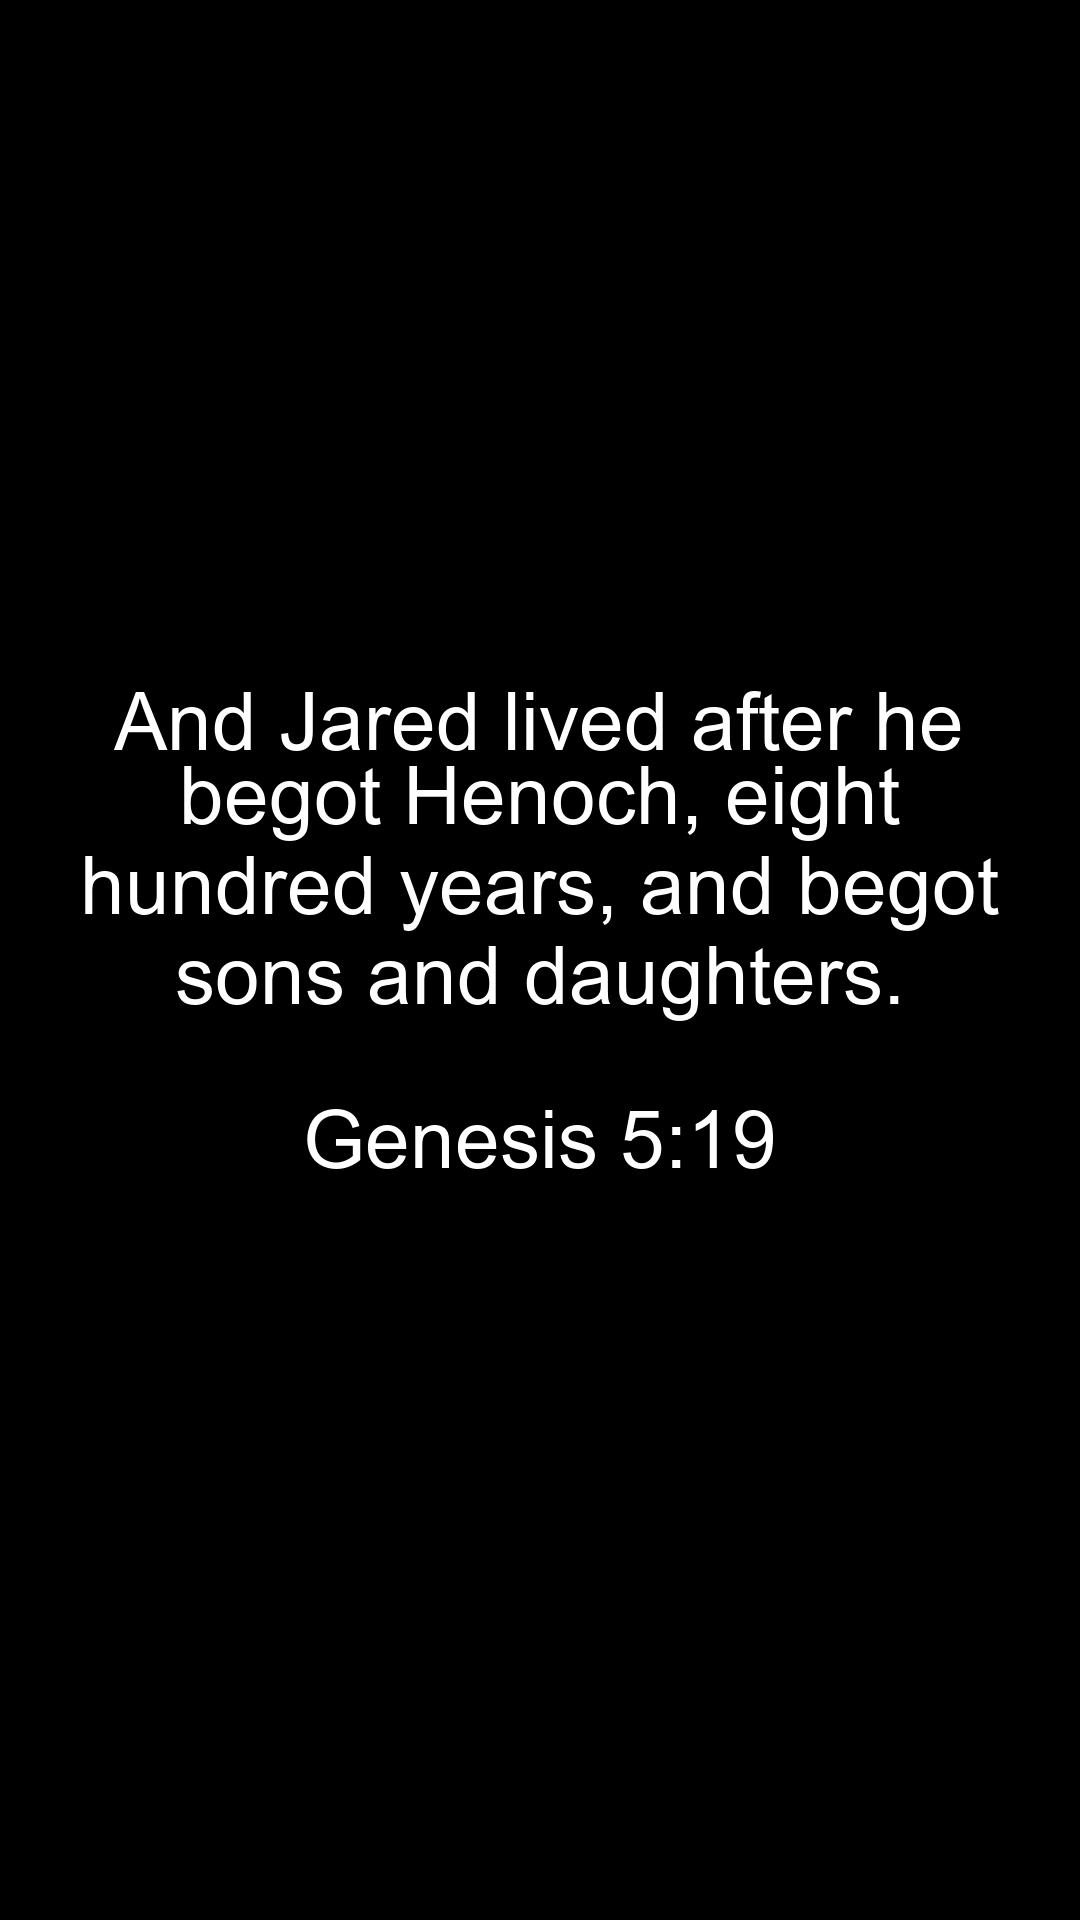 And Jared lived after he
begot Henoch, eight
hundred years, and begot
sons and daughters.
Genesis 5:19